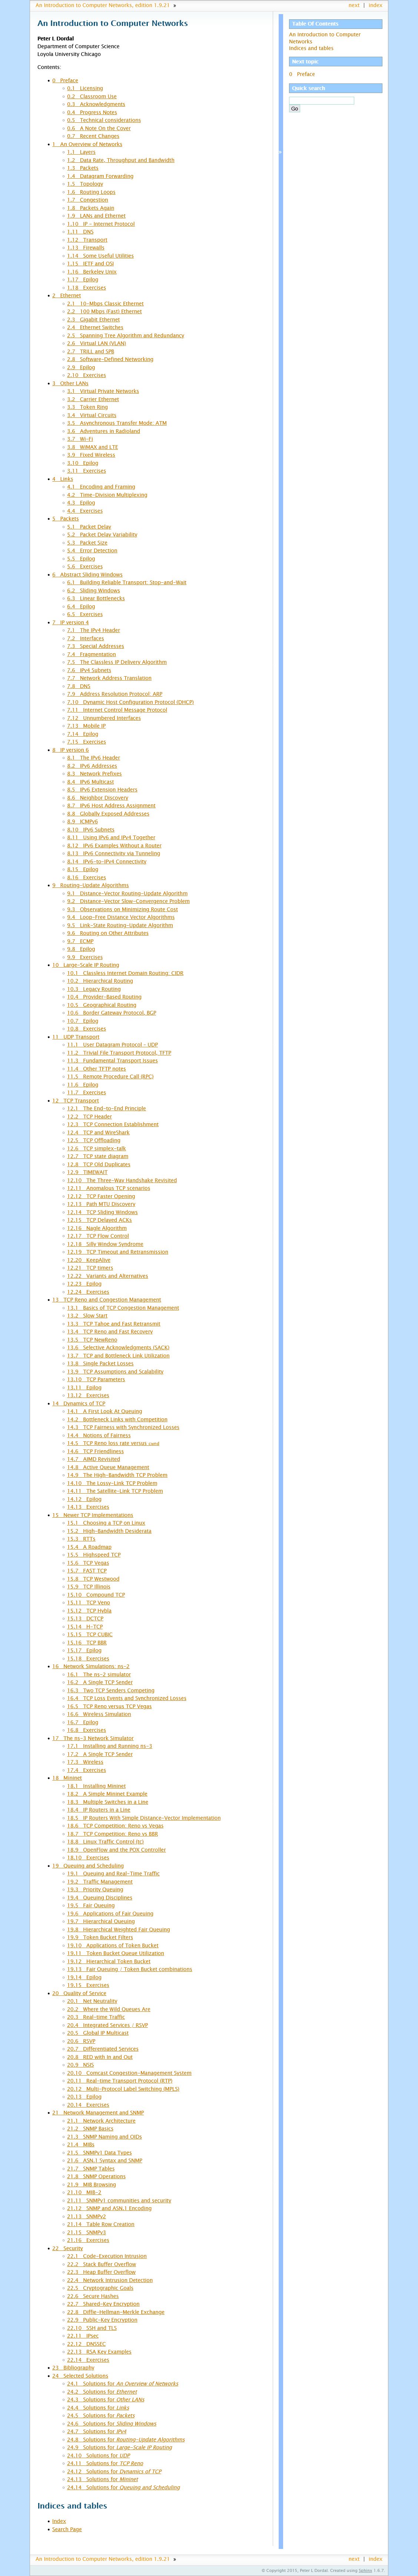 An Introduction to Computer Networks, edition 1.9.21
next | index
An Introduction to Computer Networks
Peter L Dordal
Department of Computer Science
Loyola University Chicago
Contents:
0 Preface
0.1 Licensing
0.2 Classroom Use
0.3 Acknowledgments
0.4 Progress Notes
0.5 Technical considerations
0.6 A Note On the Cover
0.7 Recent Changes
1 An Overview of Networks
1.1 Layers
1.2 Data Rate, Throughput and Bandwidth
1.3 Packets
1.4 Datagram Forwarding
1.5 Topology
1.6 Routing Loops
1.7 Congestion
1.8 Packets Again
1.9 LANs and Ethernet
1.10 IP - Internet Protocol
1.11 DNS
1.12 Transport
1.13 Firewalls
1.14 Some Useful Utilities
1.15 IETF and OSI
1.16 Berkeley Unix
1.17 Epilog
1.18 Exercises
2 Ethernet
2.1 10-Mbps Classic Ethernet
2.2 100 Mbps (Fast) Ethernet
2.3 Gigabit Ethernet
2.4 Ethernet Switches
2.5 Spanning Tree Algorithm and Redundancy
2.6 Virtual LAN (VLAN)
2.7 TRILL and SPB
2.8 Software-Defined Networking
2.9 Epilog
2.10 Exercises
3 Other LANs
3.1 Virtual Private Networks
3.2 Carrier Ethernet
3.3 Token Ring
3.4 Virtual Circuits
3.5 Asynchronous Transfer Mode: ATM
3.6 Adventures in Radioland
3.7 Wi-Fi
3.8 WiMAX and LTE
3.9 Fixed Wireless
3.10 Epilog
3.11 Exercises
4 Links
4.1 Encoding and Framing
4.2 Time-Division Multiplexing
4.3 Epilog
4.4 Exercises
5 Packets
5.1 Packet Delay
5.2 Packet Delay Variability
5.3 Packet Size
5.4 Error Detection
5.5 Epilog
5.6 Exercises
6 Abstract Sliding Windows
6.1 Building Reliable Transport: Stop-and-Wait
6.2 Sliding Windows
6.3 Linear Bottlenecks
6.4 Epilog
6.5 Exercises
7 IP version 4
7.1 The IPv4 Header
7.2 Interfaces
7.3 Special Addresses
7.4 Fragmentation
7.5 The Classless IP Delivery Algorithm
7.6 IPv4 Subnets
7.7 Network Address Translation
7.8 DNS
7.9 Address Resolution Protocol: ARP
7.10 Dynamic Host Configuration Protocol (DHCP)
7.11 Internet Control Message Protocol
7.12 Unnumbered Interfaces
7.13 Mobile IP
7.14 Epilog
7.15 Exercises
8 IP version 6
8.1 The IPv6 Header
8.2 IPv6 Addresses
8.3 Network Prefixes
8.4 IPv6 Multicast
8.5 IPv6 Extension Headers
8.6 Neighbor Discovery
8.7 IPv6 Host Address Assignment
8.8 Globally Exposed Addresses
8.9 ICMPv6
8.10 IPv6 Subnets
8.11 Using IPv6 and IPv4 Together
8.12 IPv6 Examples Without a Router
8.13 IPv6 Connectivity via Tunneling
8.14 IPv6-to-IPv4 Connectivity
8.15 Epilog
8.16 Exercises
9 Routing-Update Algorithms
9.1 Distance-Vector Routing-Update Algorithm
9.2 Distance-Vector Slow-Convergence Problem
9.3 Observations on Minimizing Route Cost
9.4 Loop-Free Distance Vector Algorithms
9.5 Link-State Routing-Update Algorithm
9.6 Routing on Other Attributes
9.7 ECMP
9.8 Epilog
9.9 Exercises
10 Large-Scale IP Routing
10.1 Classless Internet Domain Routing: CIDR
10.2 Hierarchical Routing
10.3 Legacy Routing
10.4 Provider-Based Routing
10.5 Geographical Routing
10.6 Border Gateway Protocol, BGP
10.7 Epilog
10.8 Exercises
11 UDP Transport
11.1 User Datagram Protocol – UDP
11.2 Trivial File Transport Protocol, TFTP
11.3 Fundamental Transport Issues
11.4 Other TFTP notes
11.5 Remote Procedure Call (RPC)
11.6 Epilog
11.7 Exercises
12 TCP Transport
12.1 The End-to-End Principle
12.2 TCP Header
12.3 TCP Connection Establishment
12.4 TCP and WireShark
12.5 TCP Offloading
12.6 TCP simplex-talk
12.7 TCP state diagram
12.8 TCP Old Duplicates
12.9 TIMEWAIT
12.10 The Three-Way Handshake Revisited
12.11 Anomalous TCP scenarios
12.12 TCP Faster Opening
12.13 Path MTU Discovery
12.14 TCP Sliding Windows
12.15 TCP Delayed ACKs
12.16 Nagle Algorithm
12.17 TCP Flow Control
12.18 Silly Window Syndrome
12.19 TCP Timeout and Retransmission
12.20 KeepAlive
12.21 TCP timers
12.22 Variants and Alternatives
12.23 Epilog
12.24 Exercises
13 TCP Reno and Congestion Management
13.1 Basics of TCP Congestion Management
13.2 Slow Start
13.3 TCP Tahoe and Fast Retransmit
13.4 TCP Reno and Fast Recovery
13.5 TCP NewReno
13.6 Selective Acknowledgments (SACK)
13.7 TCP and Bottleneck Link Utilization
13.8 Single Packet Losses
13.9 TCP Assumptions and Scalability
13.10 TCP Parameters
13.11 Epilog
13.12 Exercises
14 Dynamics of TCP
14.1 A First Look At Queuing
14.2 Bottleneck Links with Competition
14.3 TCP Fairness with Synchronized Losses
14.4 Notions of Fairness
14.5 TCP Reno loss rate versus cwnd
14.6 TCP Friendliness
14.7 AIMD Revisited
14.8 Active Queue Management
14.9 The High-Bandwidth TCP Problem
14.10 The Lossy-Link TCP Problem
14.11 The Satellite-Link TCP Problem
14.12 Epilog
14.13 Exercises
15 Newer TCP Implementations
15.1 Choosing a TCP on Linux
15.2 High-Bandwidth Desiderata
15.3 RTTs
15.4 A Roadmap
15.5 Highspeed TCP
15.6 TCP Vegas
15.7 FAST TCP
15.8 TCP Westwood
15.9 TCP Illinois
15.10 Compound TCP
15.11 TCP Veno
15.12 TCP Hybla
15.13 DCTCP
15.14 H-TCP
15.15 TCP CUBIC
15.16 TCP BBR
15.17 Epilog
15.18 Exercises
16 Network Simulations: ns-2
16.1 The ns-2 simulator
16.2 A Single TCP Sender
16.3 Two TCP Senders Competing
16.4 TCP Loss Events and Synchronized Losses
16.5 TCP Reno versus TCP Vegas
16.6 Wireless Simulation
16.7 Epilog
16.8 Exercises
17 The ns-3 Network Simulator
17.1 Installing and Running ns-3
17.2 A Single TCP Sender
17.3 Wireless
17.4 Exercises
18 Mininet
18.1 Installing Mininet
18.2 A Simple Mininet Example
18.3 Multiple Switches in a Line
18.4 IP Routers in a Line
18.5 IP Routers With Simple Distance-Vector Implementation
18.6 TCP Competition: Reno vs Vegas
18.7 TCP Competition: Reno vs BBR
18.8 Linux Traffic Control (tc)
18.9 OpenFlow and the POX Controller
18.10 Exercises
19 Queuing and Scheduling
19.1 Queuing and Real-Time Traffic
19.2 Traffic Management
19.3 Priority Queuing
19.4 Queuing Disciplines
19.5 Fair Queuing
19.6 Applications of Fair Queuing
19.7 Hierarchical Queuing
19.8 Hierarchical Weighted Fair Queuing
19.9 Token Bucket Filters
19.10 Applications of Token Bucket
19.11 Token Bucket Queue Utilization
19.12 Hierarchical Token Bucket
19.13 Fair Queuing / Token Bucket combinations
19.14 Epilog
19.15 Exercises
20 Quality of Service
20.1 Net Neutrality
20.2 Where the Wild Queues Are
20.3 Real-time Traffic
20.4 Integrated Services / RSVP
20.5 Global IP Multicast
20.6 RSVP
20.7 Differentiated Services
20.8 RED with In and Out
20.9 NSIS
20.10 Comcast Congestion-Management System
20.11 Real-time Transport Protocol (RTP)
20.12 Multi-Protocol Label Switching (MPLS)
20.13 Epilog
20.14 Exercises
21 Network Management and SNMP
21.1 Network Architecture
21.2 SNMP Basics
21.3 SNMP Naming and OIDs
21.4 MIBs
21.5 SNMPv1 Data Types
21.6 ASN.1 Syntax and SNMP
21.7 SNMP Tables
21.8 SNMP Operations
21.9 MIB Browsing
21.10 MIB-2
21.11 SNMPv1 communities and security
21.12 SNMP and ASN.1 Encoding
21.13 SNMPv2
21.14 Table Row Creation
21.15 SNMPv3
21.16 Exercises
22 Security
22.1 Code-Execution Intrusion
22.2 Stack Buffer Overflow
22.3 Heap Buffer Overflow
22.4 Network Intrusion Detection
22.5 Cryptographic Goals
22.6 Secure Hashes
22.7 Shared-Key Encryption
22.8 Diffie-Hellman-Merkle Exchange
22.9 Public-Key Encryption
22.10 SSH and TLS
22.11 IPsec
22.12 DNSSEC
22.13 RSA Key Examples
22.14 Exercises
23 Bibliography
24 Selected Solutions
24.1 Solutions for An Overview of Networks
24.2 Solutions for Ethernet
24.3 Solutions for Other LANs
24.4 Solutions for Links
24.5 Solutions for Packets
24.6 Solutions for Sliding Windows
24.7 Solutions for IPv4
24.8 Solutions for Routing-Update Algorithms
24.9 Solutions for Large-Scale IP Routing
24.10 Solutions for UDP
24.11 Solutions for TCP Reno
24.12 Solutions for Dynamics of TCP
24.13 Solutions for Mininet
24.14 Solutions for Queuing and Scheduling
Indices and tables
Index
Search Page
Table Of Contents
An Introduction to Computer
Networks
Indices and tables
Next topic
0 Preface
Quick search
Go
An Introduction to Computer Networks, edition 1.9.21
next | index
© Copyright 2015, Peter L Dordal. Created using Sphinx 1.8.7.